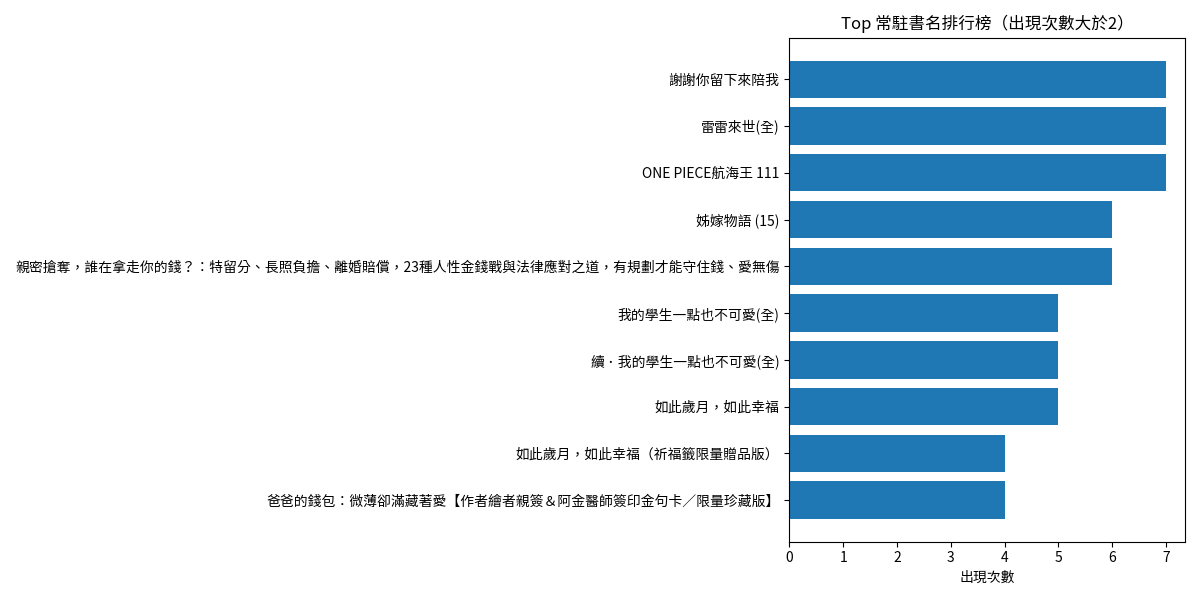 Top 常駐書名排行榜（出現次數大於2）
謝謝你留下來陪我
雷雷來世(全)
ONE PIECE航海王 111
姊嫁物語 (15)
親密搶奪，誰在拿走你的錢？：特留分、長照負擔、離婚賠償，23種人性金錢戰與法律應對之道，有規劃才能守住錢、愛無傷
我的學生一點也不可愛(全)
續．我的學生一點也不可愛(全)
如此歲月，如此幸福
如此歲月，如此幸福（祈福籤限量贈品版）
爸爸的錢包：微薄卻滿藏著愛【作者繪者親簽＆阿金醫師簽印金句卡／限量珍藏版】
0 1 2 3 4 5 6 7
出現次數